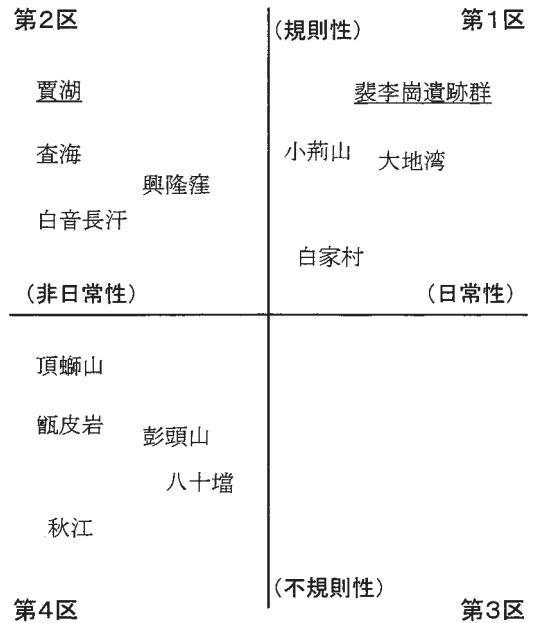 第2区
(規則性)
第1区
賈湖
裴李崗遺跡群
査海
小荊山
大地湾
興隆窪
白音長汗
白家村
(非日常性)
(日常性)
頂螄山
甑皮岩
彭頭山
八十壋
秋江
(不規則性)
第4区
第3区